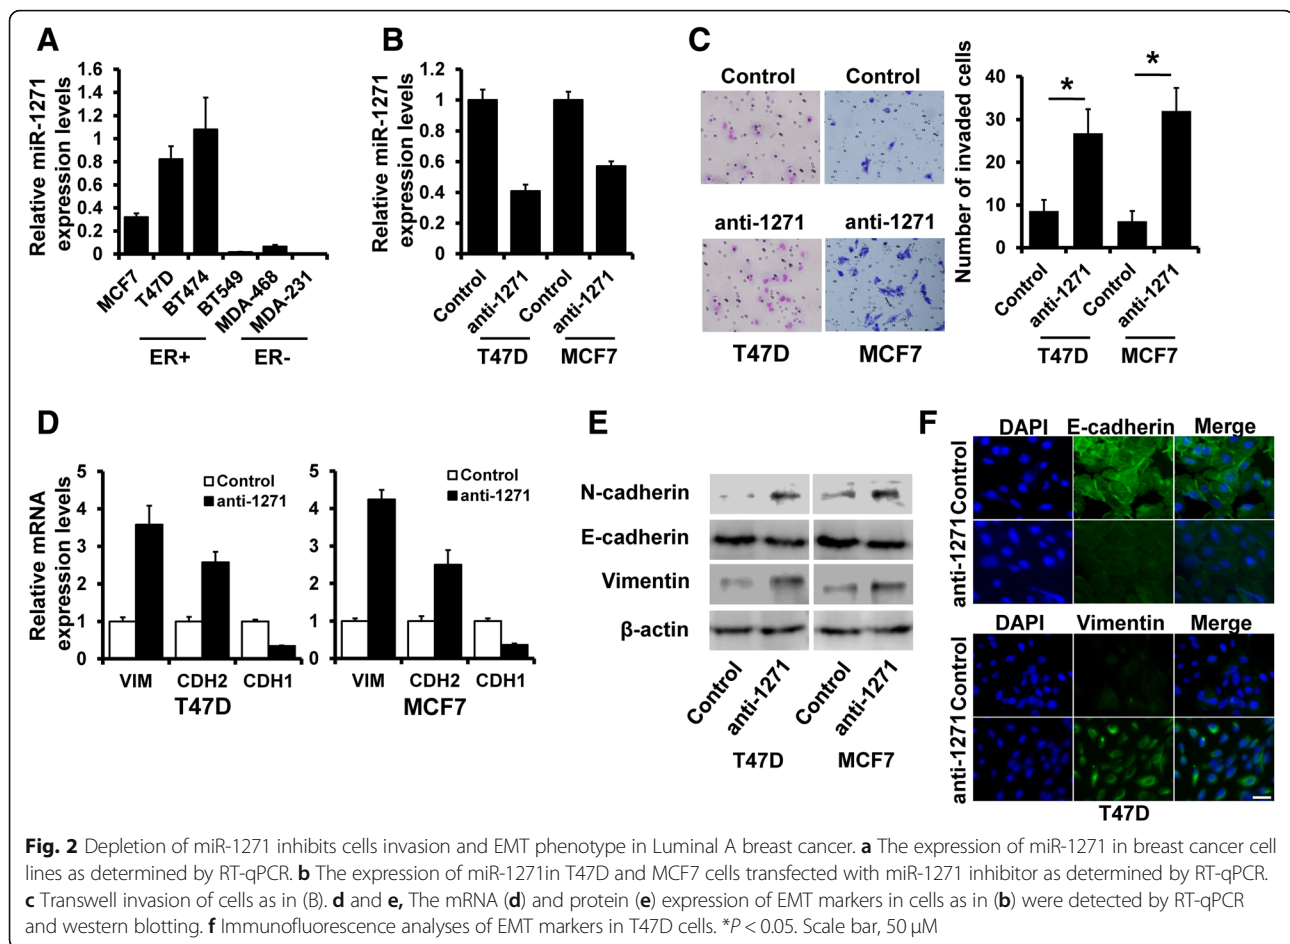 A
Relative miR-1271
expression levels
1.6
1.4
1.2
1
0.8
0.6
0.4
0.2
0
MCF7
T47D
BT474
BT549
MDA-468
MDA-231
ER+
ER-
B
Relative miR-1271
expression levels
1.2
1
0.8
0.6
0.4
0.2
0
Control
anti-1271
Control
anti-1271
T47D
MCF7
C
Control
Control
anti-1271
anti-1271
T47D
MCF7
Number of invaded cells
40
30
20
10
0
*
*
Control
anti-1271
Control
anti-1271
T47D
MCF7
D
Relative mRNA
expression levels
5
4
3
2
1
0
Control
anti-1271
VIM
CDH2
CDH1
T47D
5
4
3
2
1
0
Control
anti-1271
VIM
CDH2
CDH1
MCF7
E
N-cadherin
E-cadherin
Vimentin
β-actin
Control
anti-1271
Control
anti-1271
T47D
MCF7
F
DAPI
E-cadherin
Merge
Control
anti-1271
DAPI
Vimentin
Merge
Control
anti-1271
T47D
Fig. 2 Depletion of miR-1271 inhibits cells invasion and EMT phenotype in Luminal A breast cancer. a The expression of miR-1271 in breast cancer cell
lines as determined by RT-qPCR. b The expression of miR-1271in T47D and MCF7 cells transfected with miR-1271 inhibitor as determined by RT-qPCR.
c Transwell invasion of cells as in (B). d and e, The mRNA (d) and protein (e) expression of EMT markers in cells as in (b) were detected by RT-qPCR
and western blotting. f Immunofluorescence analyses of EMT markers in T47D cells. *P < 0.05. Scale bar, 50 μM